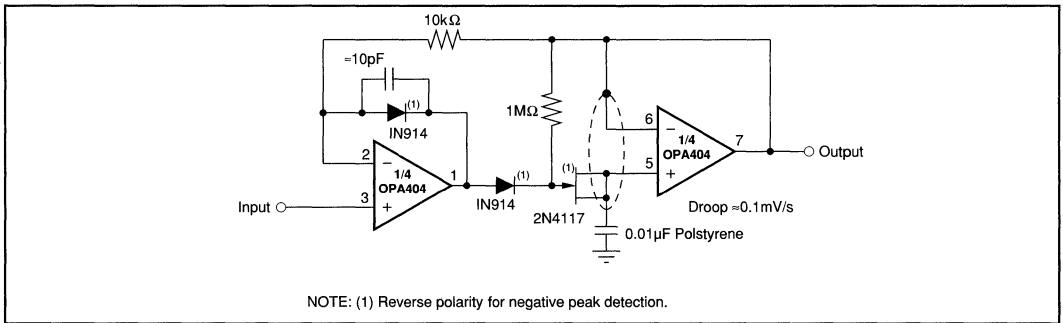 10kΩ
≈10pF
(1)
IN914
1MΩ
2
3
1
–
+
1/4
OPA404
Input
(1)
IN914
(1)
2N4117
6
5
7
–
+
1/4
OPA404
Output
Droop ≈0.1mV/s
0.01µF Polstyrene
NOTE: (1) Reverse polarity for negative peak detection.